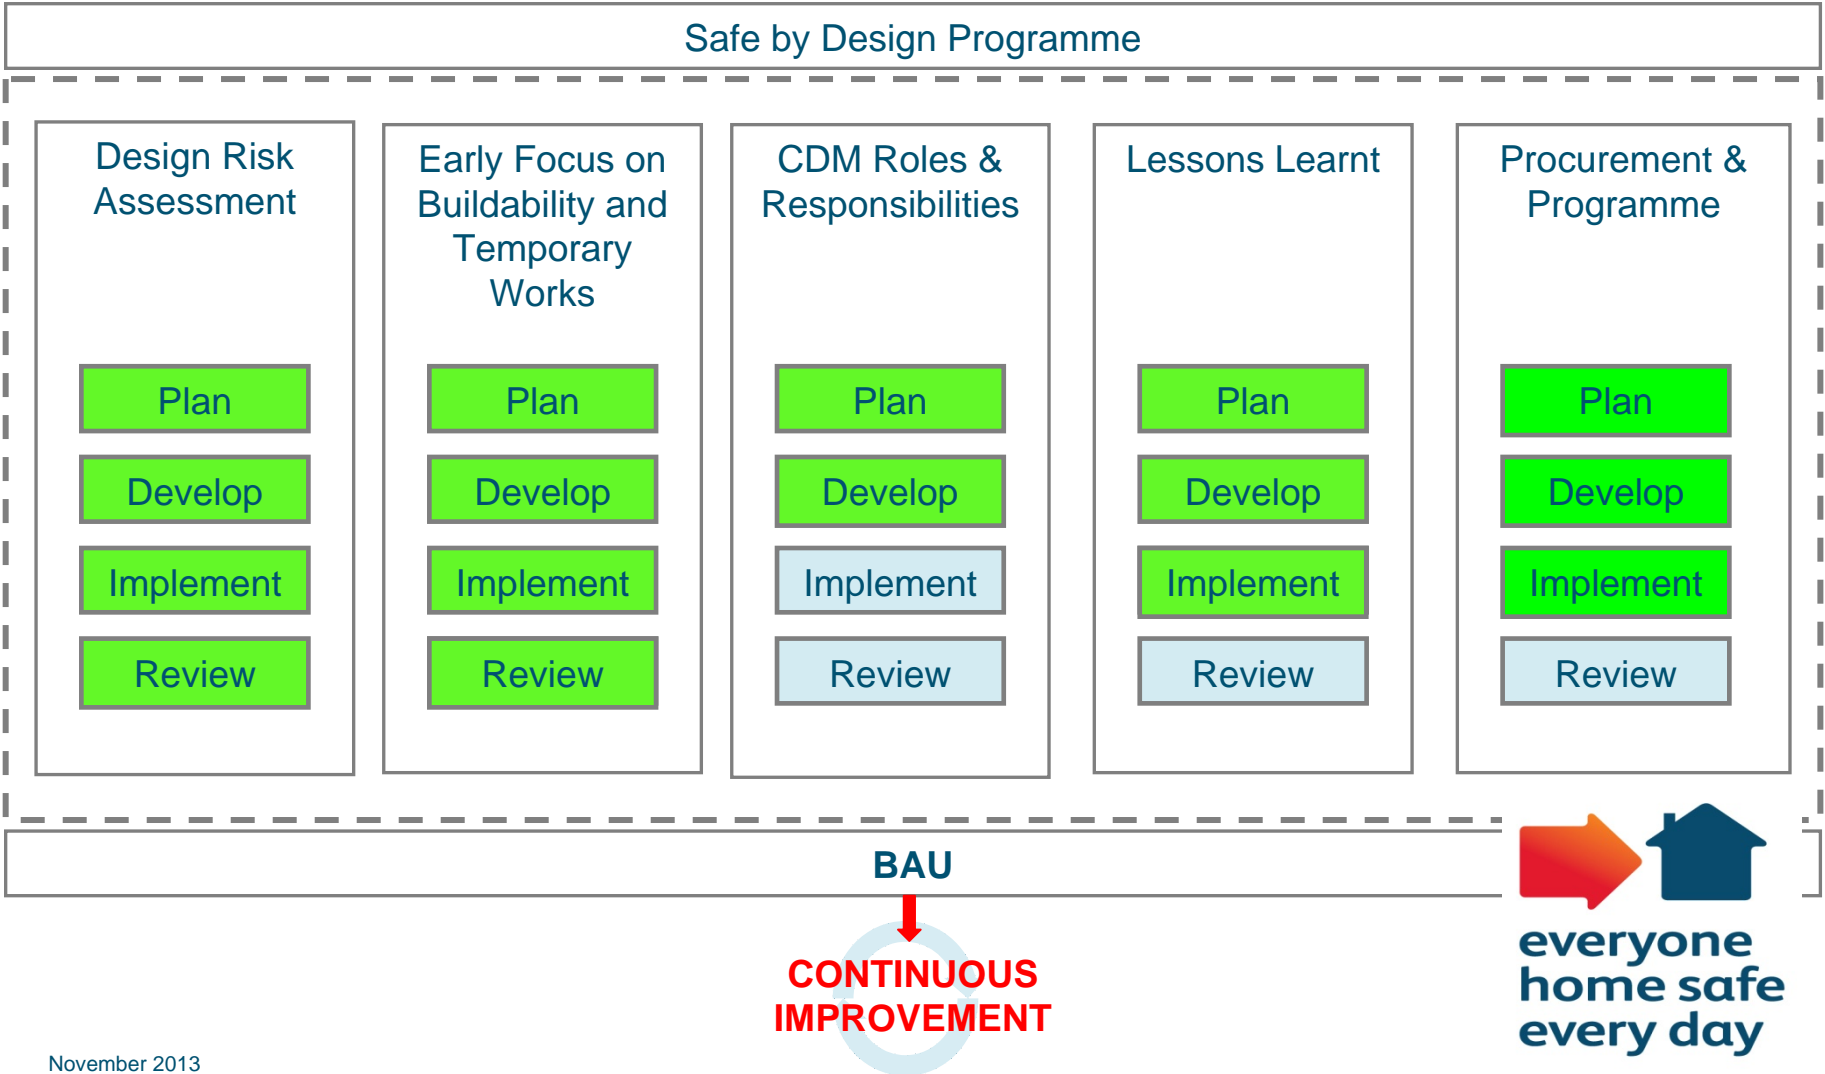 Safe by Design Programme
Design Risk
Assessment
Plan
Develop
Implement
Review
Early Focus on
Buildability and
Temporary
Works
Plan
Develop
Implement
Review
CDM Roles &
Responsibilities
Plan
Develop
Implement
Review
Lessons Learnt
Plan
Develop
Implement
Review
Procurement &
Programme
Plan
Develop
Implement
Review
BAU
CONTINUOUS
IMPROVEMENT
everyone
home safe
every day
November 2013